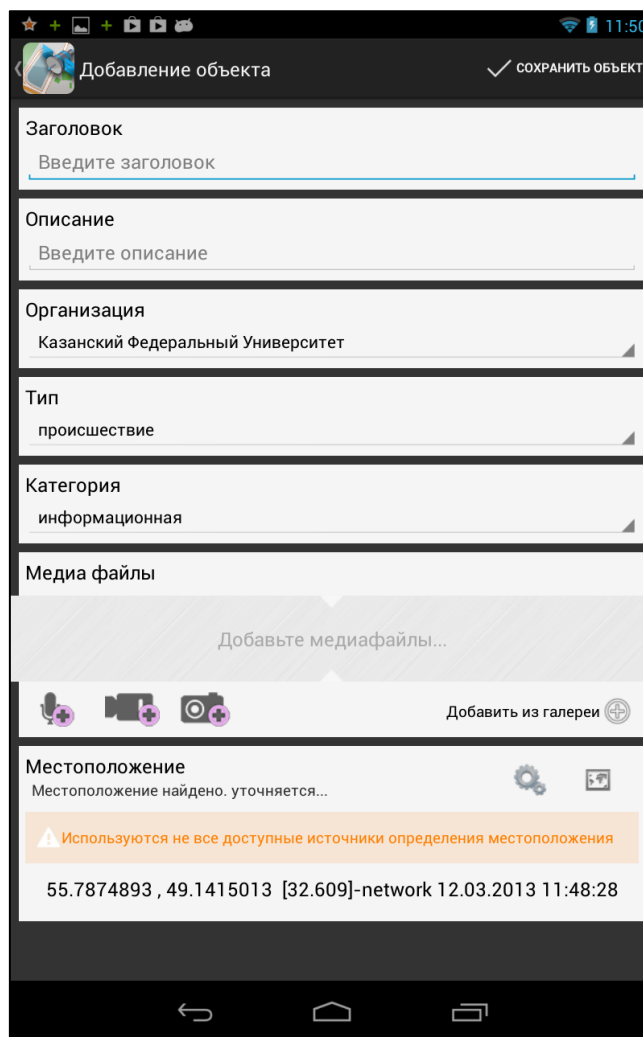 11:50
Добавление объекта
СОХРАНИТЬ ОБЪЕКТ
Заголовок
Введите заголовок
Описание
Введите описание
Организация
Казанский Федеральный Университет
Тип
происшествие
Категория
информационная
Медиа файлы
Добавьте медиафайлы...
Добавить из галереи
Местоположение
Местоположение найдено. уточняется...
Используются не все доступные источники определения местоположения
55.7874893 , 49.1415013 [32.609]-network 12.03.2013 11:48:28